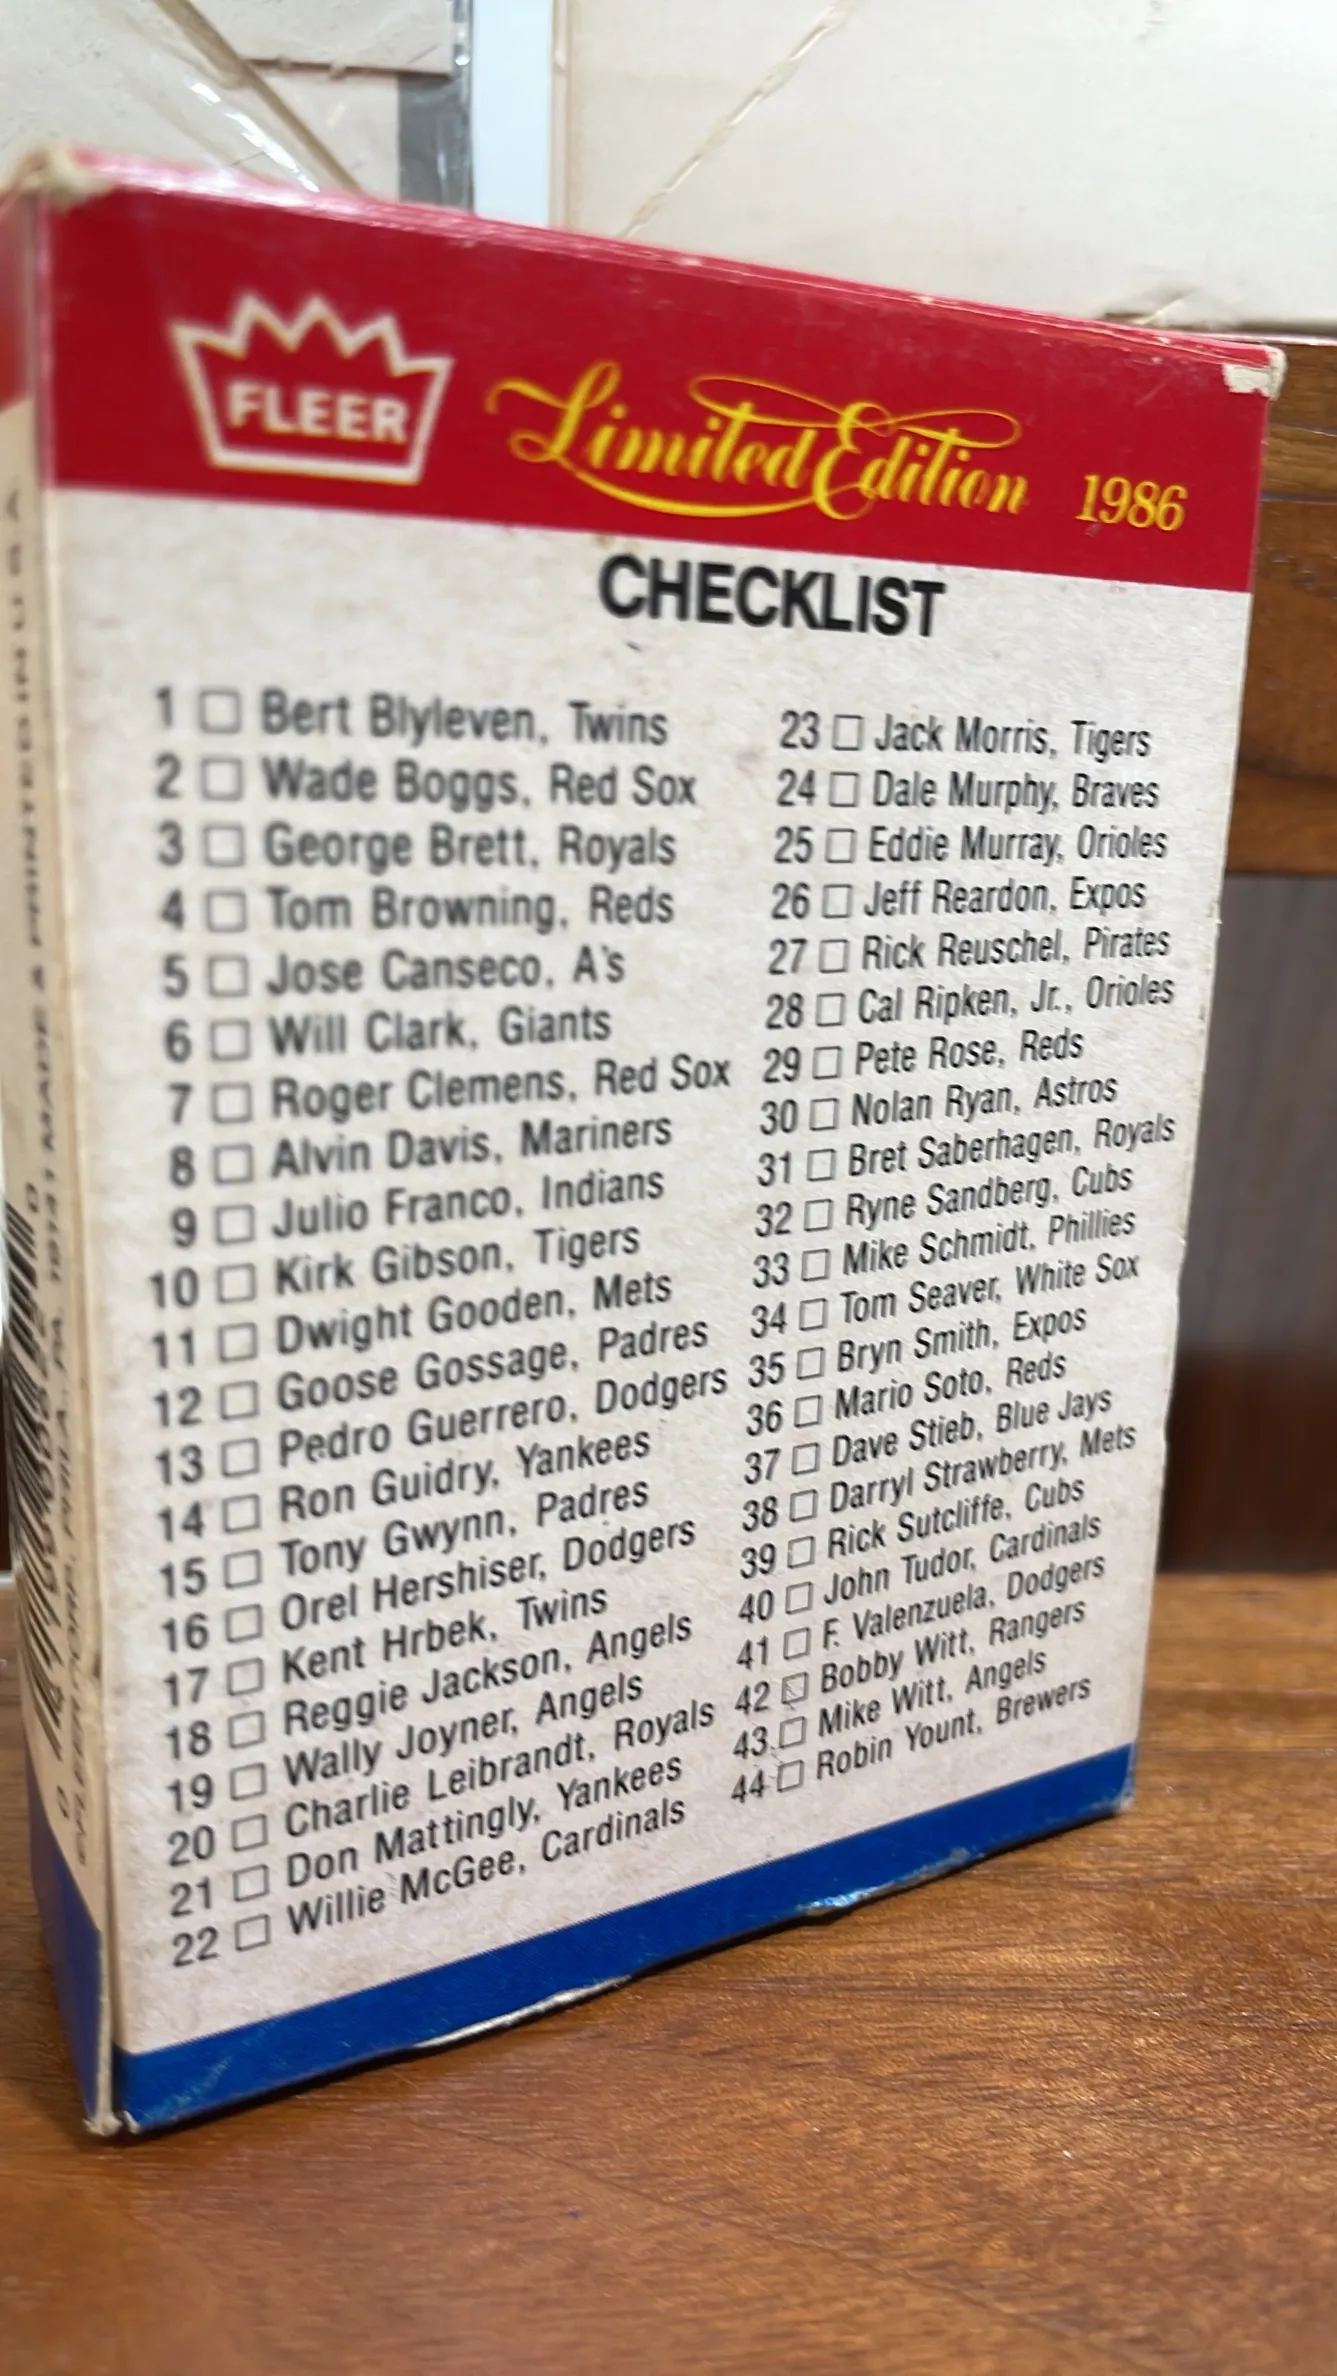 FLEER
Limited Edition 1986
CHECKLIST
1 Bert Blyleven, Twins
2 Wade Boggs, Red Sox
3 George Brett, Royals
4 Tom Browning, Reds
5 Jose Canseco, A's
6 Will Clark, Giants
7 Roger Clemens, Red Sox
8 Alvin Davis, Mariners
9 Julio Franco, Indians
10 Kirk Gibson, Tigers
11 Dwight Gooden, Mets
12 Goose Gossage, Padres
13 Pedro Guerrero, Dodgers
14 Ron Guidry, Yankees
15 Tony Gwynn, Padres
16 Orel Hershiser, Dodgers
17 Kent Hrbek, Twins
18 Reggie Jackson, Angels
19 Wally Joyner, Angels
20 Charlie Leibrandt, Royals
21 Don Mattingly, Yankees
22 Willie McGee, Cardinals
23 Jack Morris, Tigers
24 Dale Murphy, Braves
25 Eddie Murray, Orioles
26 Jeff Reardon, Expos
27 Rick Reuschel, Pirates
28 Cal Ripken, Jr., Orioles
29 Pete Rose, Reds
30 Nolan Ryan, Astros
31 Bret Saberhagen, Royals
32 Ryne Sandberg, Cubs
33 Mike Schmidt, Phillies
34 Tom Seaver, White Sox
35 Bryn Smith, Expos
36 Mario Soto, Reds
37 Dave Stieb, Blue Jays
38 Darryl Strawberry, Mets
39 Rick Sutcliffe, Cubs
40 John Tudor, Cardinals
41 F. Valenzuela, Dodgers
42 Bobby Witt, Rangers
43 Mike Witt, Angels
44 Robin Yount, Brewers
MADE & PRINTED IN U S A